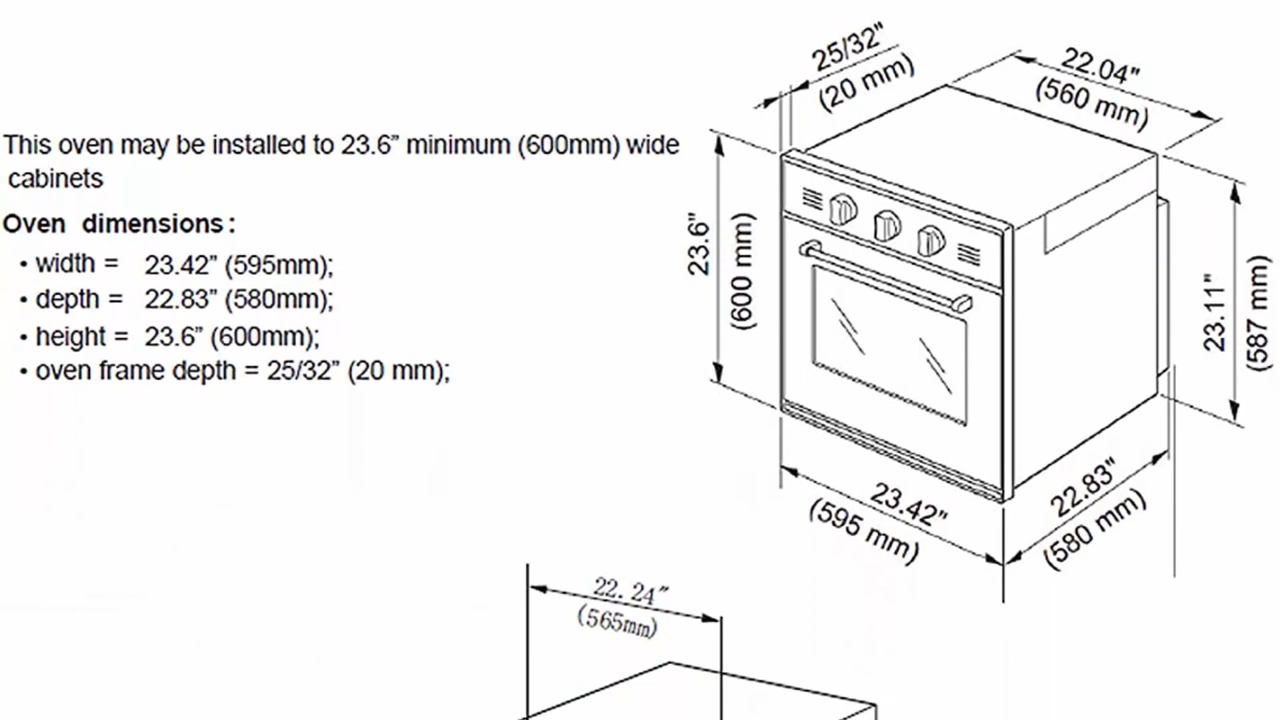 25/32"
(20 mm)
22.04"
(560 mm)
This oven may be installed to 23.6” minimum (600mm) wide
cabinets
Oven dimensions:
• width = 23.42” (595mm);
• depth = 22.83” (580mm);
• height = 23.6” (600mm);
• oven frame depth = 25/32” (20 mm);
23.6"
(600 mm)
23.11"
(587 mm)
23.42"
(595 mm)
22.83"
(580 mm)
22.24”
(565mm)